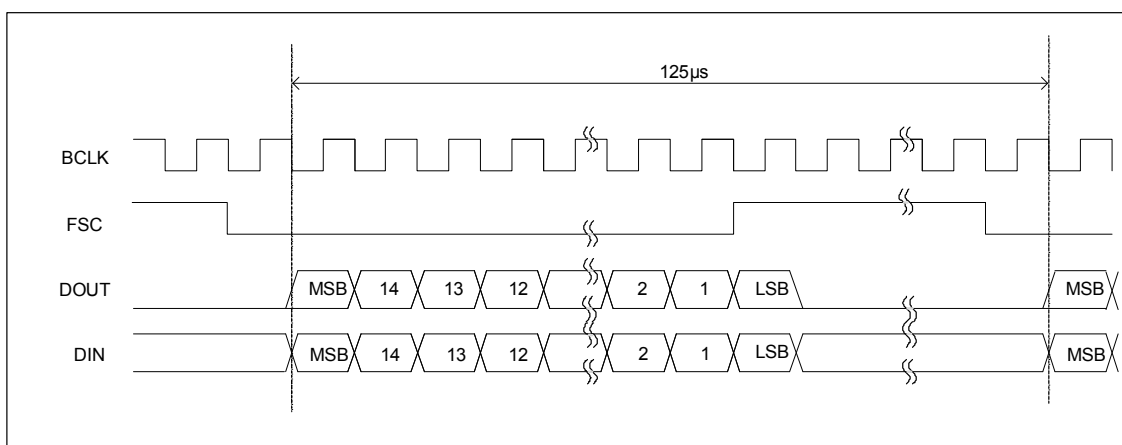 125µs
BCLK
FSC
DOUT MSB 14 13 12 2 1 LSB MSB
DIN MSB 14 13 12 2 1 LSB MSB